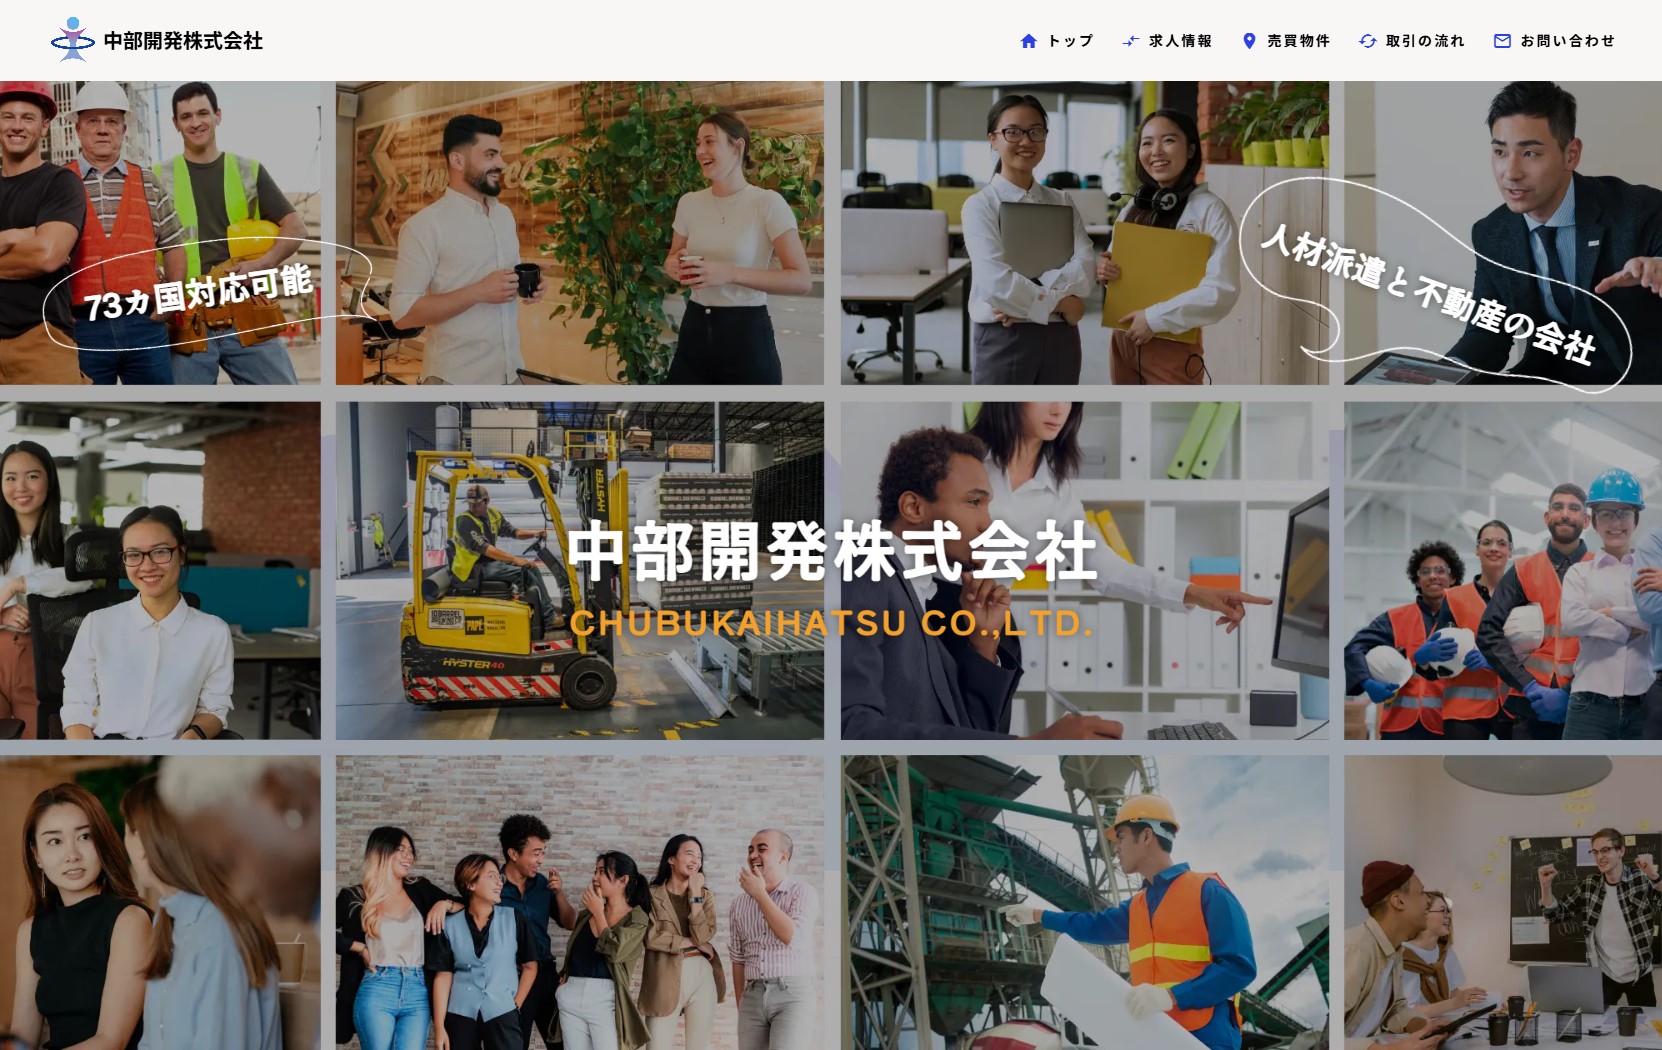 中部開発株式会社
トップ
求人情報
売買物件
取引の流れ
お問い合わせ
73カ国対応可能
人材派遣と不動産の会社
HYSTER
中部開発株式会社
CHUBUKAIHATSU CO.,LTD.
HYSTER40